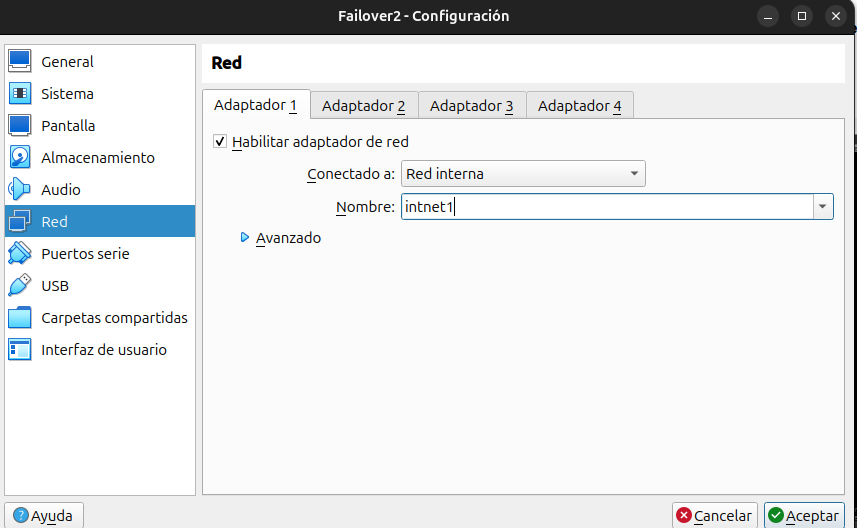 Failover2 - Configuración
General
Sistema
Pantalla
Almacenamiento
Audio
Red
Puertos serie
USB
Carpetas compartidas
Interfaz de usuario
Red
Adaptador 1 Adaptador 2 Adaptador 3 Adaptador 4
Habilitar adaptador de red
Conectado a: Red interna
Nombre: intnet1
Avanzado
Ayuda Cancelar Aceptar